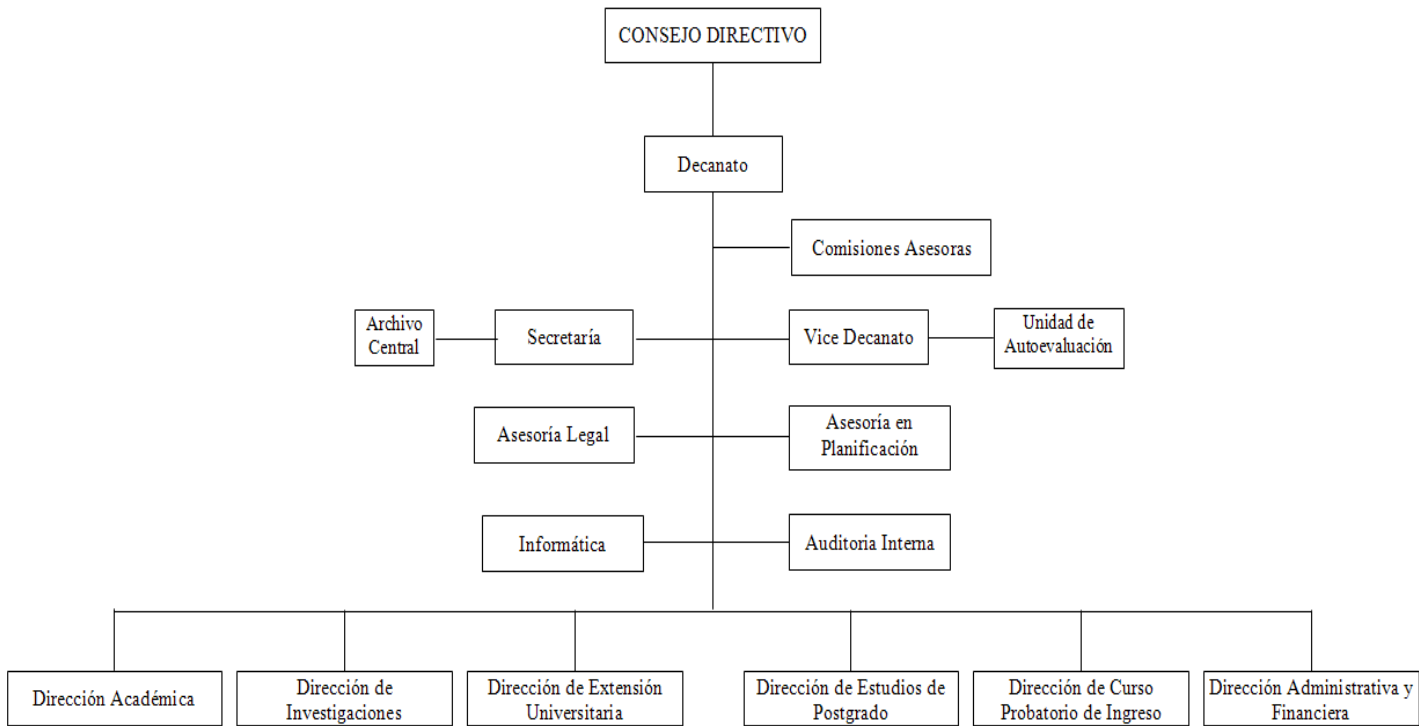 CONSEJO DIRECTIVO
Decanato
Comisiones Asesoras
Archivo
Central
Secretaría
Vice Decanato
Unidad de
Autoevaluación
Asesoría Legal
Asesoría en
Planificación
Informática
Auditoria Interna
Dirección Académica
Dirección de
Investigaciones
Dirección de Extensión
Universitaria
Dirección de Estudios de
Postgrado
Dirección de Curso
Probatorio de Ingreso
Dirección Administrativa y
Financiera